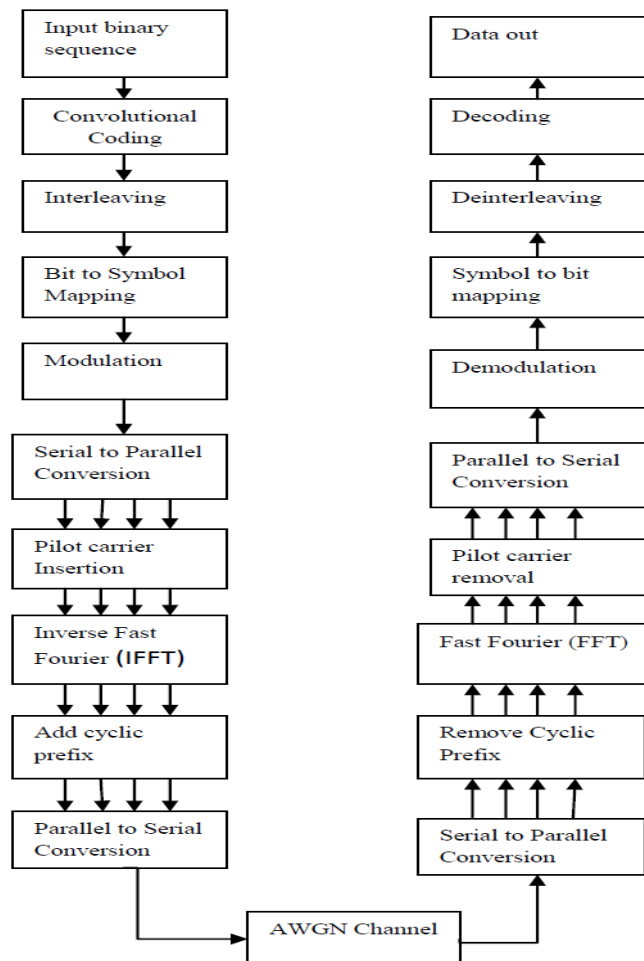 Input binary
sequence
Convolutional
Coding
Interleaving
Bit to Symbol
Mapping
Modulation
Serial to Parallel
Conversion
Pilot carrier
Insertion
Inverse Fast
Fourier (IFFT)
Add cyclic
prefix
Parallel to Serial
Conversion
AWGN Channel
Serial to Parallel
Conversion
Remove Cyclic
Prefix
Fast Fourier (FFT)
Pilot carrier
removal
Parallel to Serial
Conversion
Demodulation
Symbol to bit
mapping
Deinterleaving
Decoding
Data out